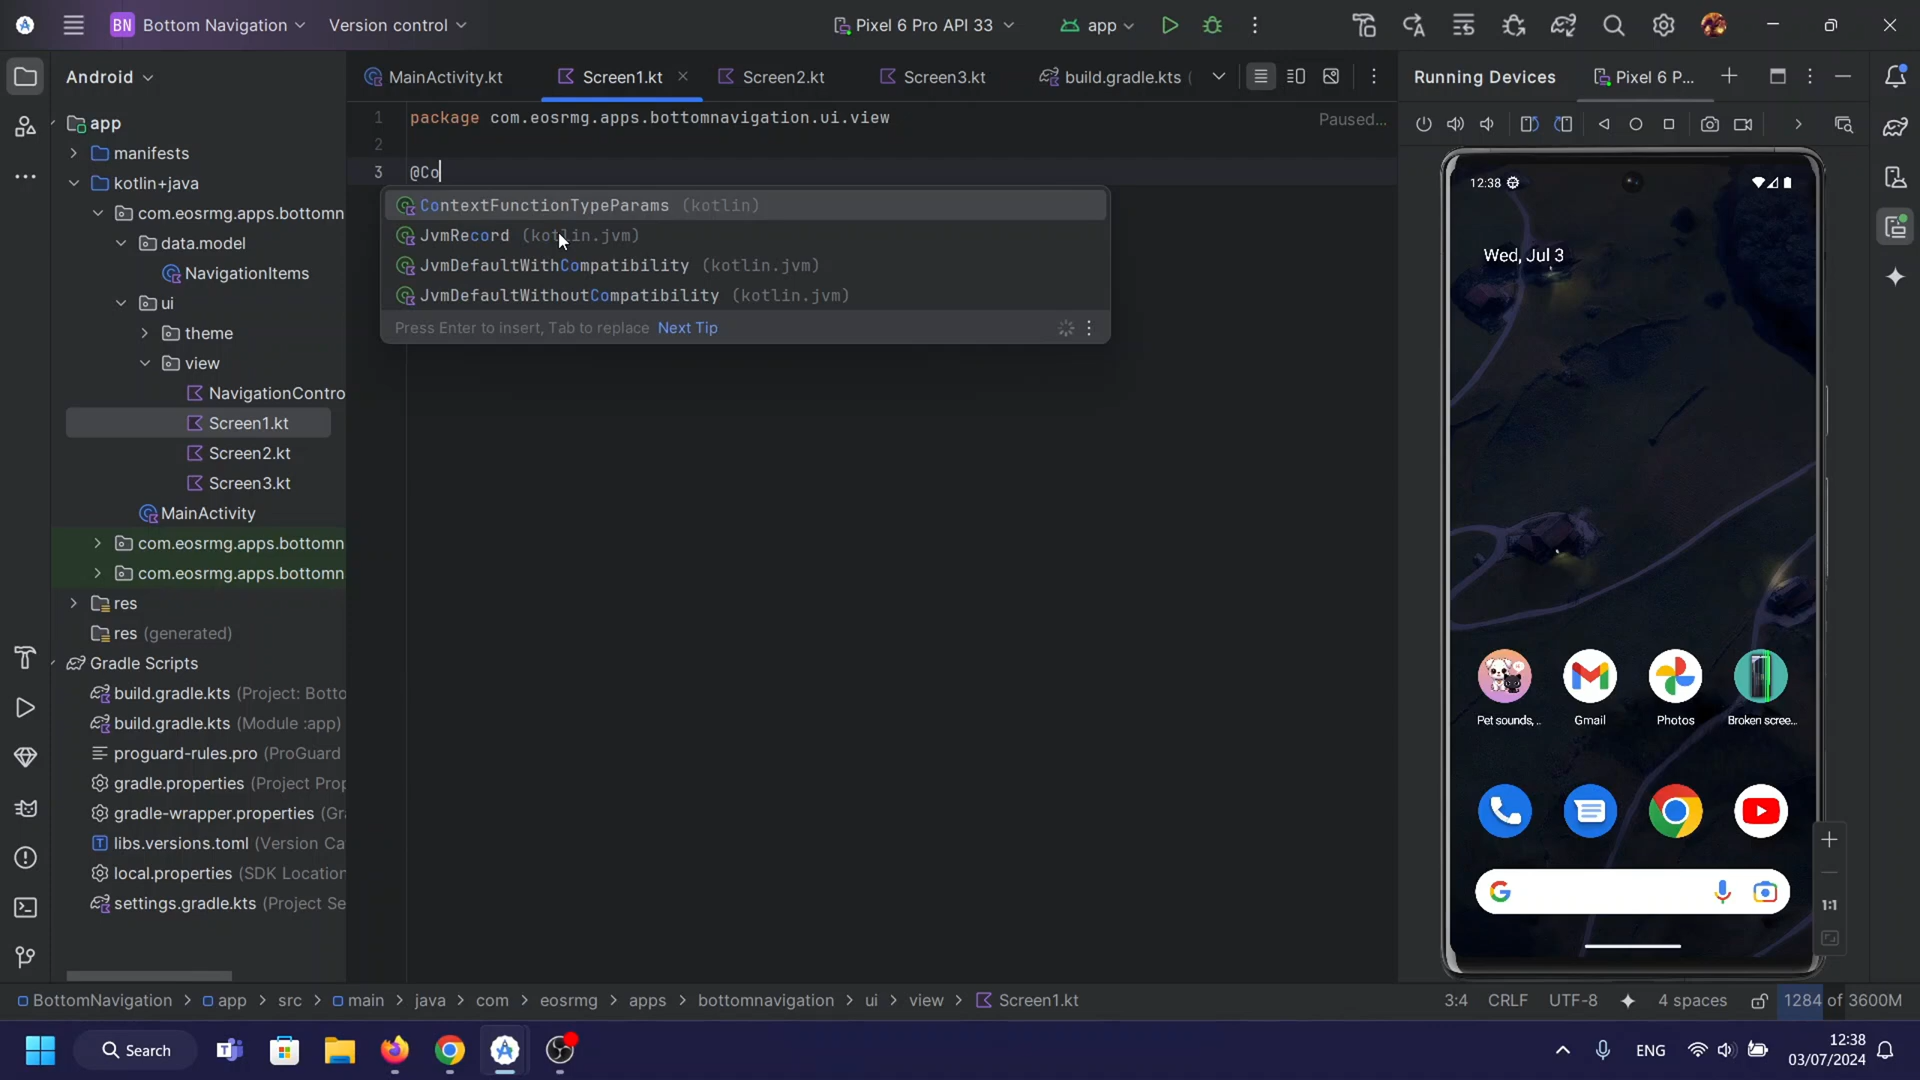 BN Bottom Navigation Version control Pixel 6 Pro API 33 app
Android
MainActivity.kt Screen1.kt Screen2.kt Screen3.kt build.gradle.kts (
Running Devices Pixel 6 P...
app
manifests
kotlin+java
com.eosrmg.apps.bottomn
data.model
NavigationItems
ui
theme
view
NavigationContro
Screen1.kt
Screen2.kt
Screen3.kt
MainActivity
com.eosrmg.apps.bottomn
com.eosrmg.apps.bottomn
res
res (generated)
Gradle Scripts
build.gradle.kts (Project: Botto
build.gradle.kts (Module :app)
proguard-rules.pro (ProGuard
gradle.properties (Project Prop
gradle-wrapper.properties (Gra
libs.versions.toml (Version Ca
local.properties (SDK Location
settings.gradle.kts (Project Se
1 package com.eosrmg.apps.bottomnavigation.ui.view
Paused...
2
3 @Co
ContextFunctionTypeParams (kotlin)
JvmRecord (kotlin.jvm)
JvmDefaultWithCompatibility (kotlin.jvm)
JvmDefaultWithoutCompatibility (kotlin.jvm)
Press Enter to insert, Tab to replace Next Tip
12:38
Wed, Jul 3
Pet sounds, .. Gmail Photos Broken scree...
1:1
BottomNavigation > app > src > main > java > com > eosrmg > apps > bottomnavigation > ui > view > Screen1.kt
3:4 CRLF UTF-8 4 spaces 1284 of 3600M
Search
ENG
12:38
03/07/2024